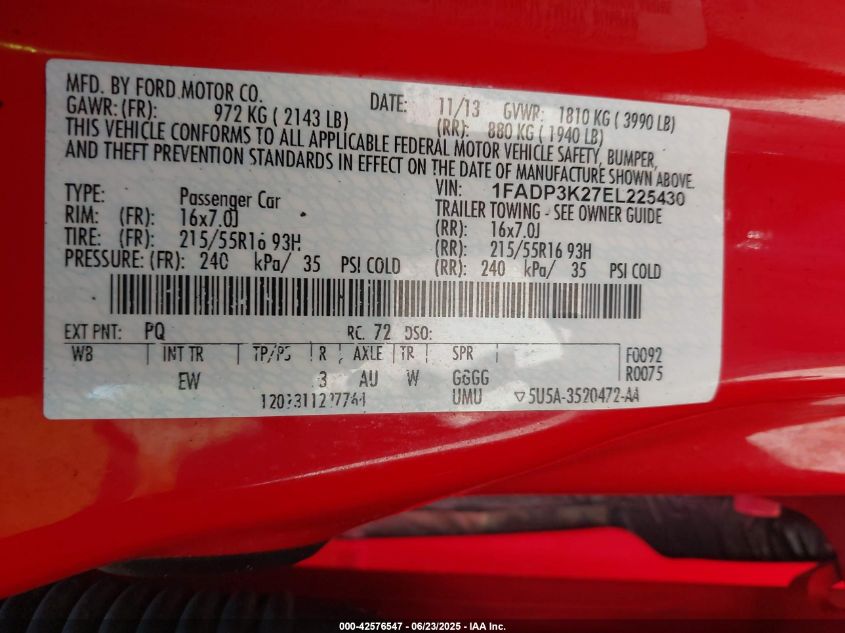 MFD. BY FORD MOTOR CO. DATE: 11/13 GVWR: 1810 KG ( 3990 LB)
GAWR: (FR): 972 KG ( 2143 LB) (RR): 880 KG ( 1940 LB)
THIS VEHICLE CONFORMS TO ALL APPLICABLE FEDERAL MOTOR VEHICLE SAFETY, BUMPER,
AND THEFT PREVENTION STANDARDS IN EFFECT ON THE DATE OF MANUFACTURE SHOWN ABOVE.
VIN: 1FADP3K27EL225430
TYPE: Passenger Car TRAILER TOWING - SEE OWNER GUIDE
RIM: (FR): 16x7.0J (RR): 16x7.0J
TIRE: (FR): 215/55R16 93H (RR): 215/55R16 93H
PRESSURE: (FR): 240 kPa/ 35 PSI COLD (RR): 240 kPa/ 35 PSI COLD
EXT PNT: PQ RC: 72 DSO:
WB INT TR TP/PS R AXLE TR SPR F0092
EW 3 AU W GGGG R0075
UMU ▽5U5A-3520472-AA
000-42576547 - 06/23/2025 - IAA Inc.